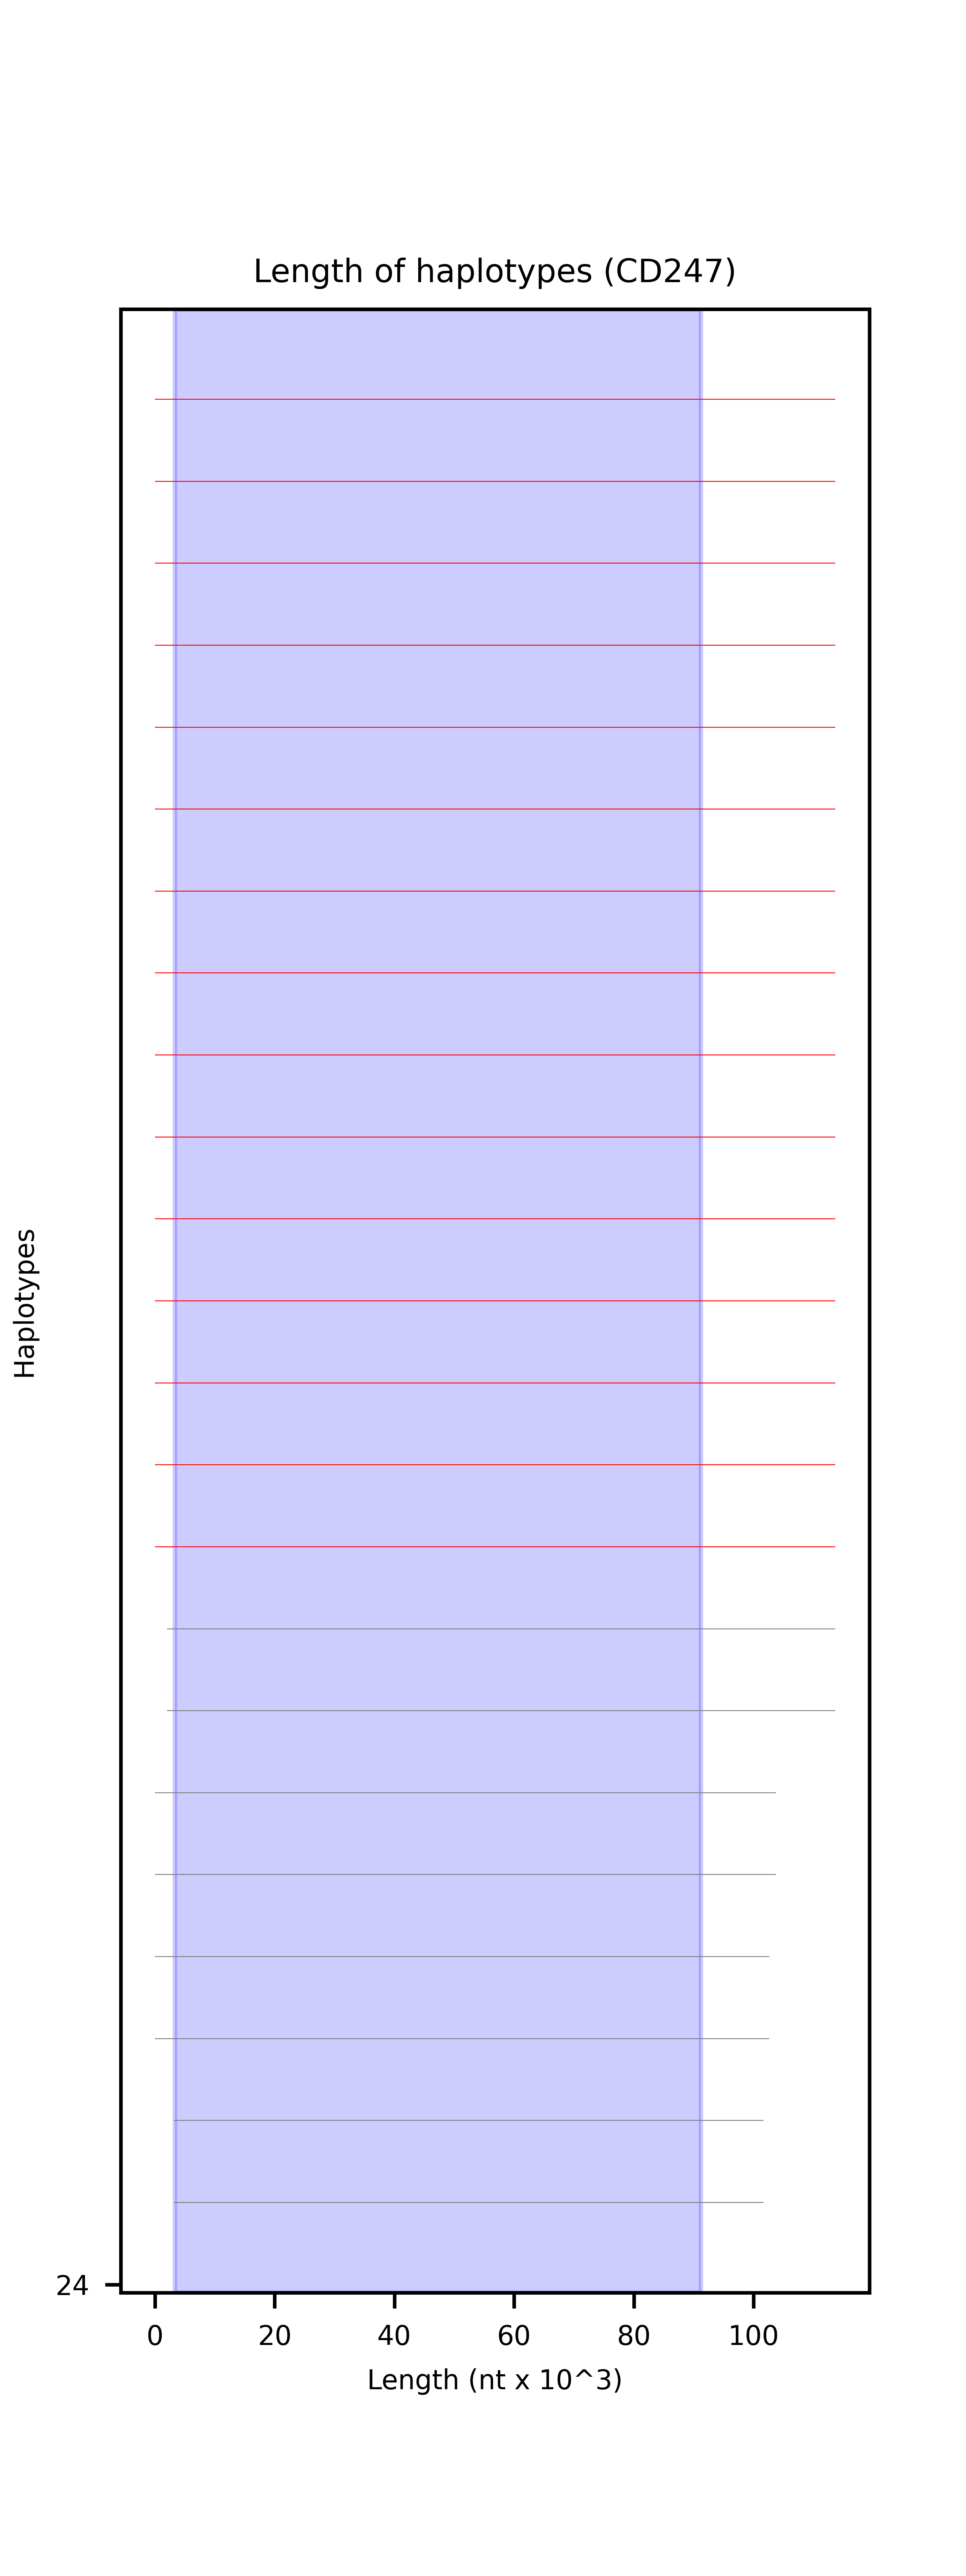 Length of haplotypes (CD247)
Haplotypes
24
0 20 40 60 80 100
Length (nt x 10^3)